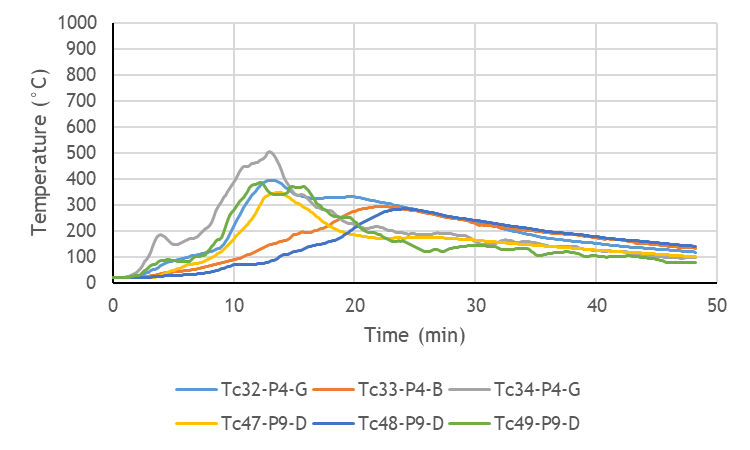 1000
900
800
700
600
500
400
300
200
100
0
Temperature (°C)
0 10 20 30 40 50
Time (min)
Tc32-P4-G Tc33-P4-B Tc34-P4-G
Tc47-P9-D Tc48-P9-D Tc49-P9-D